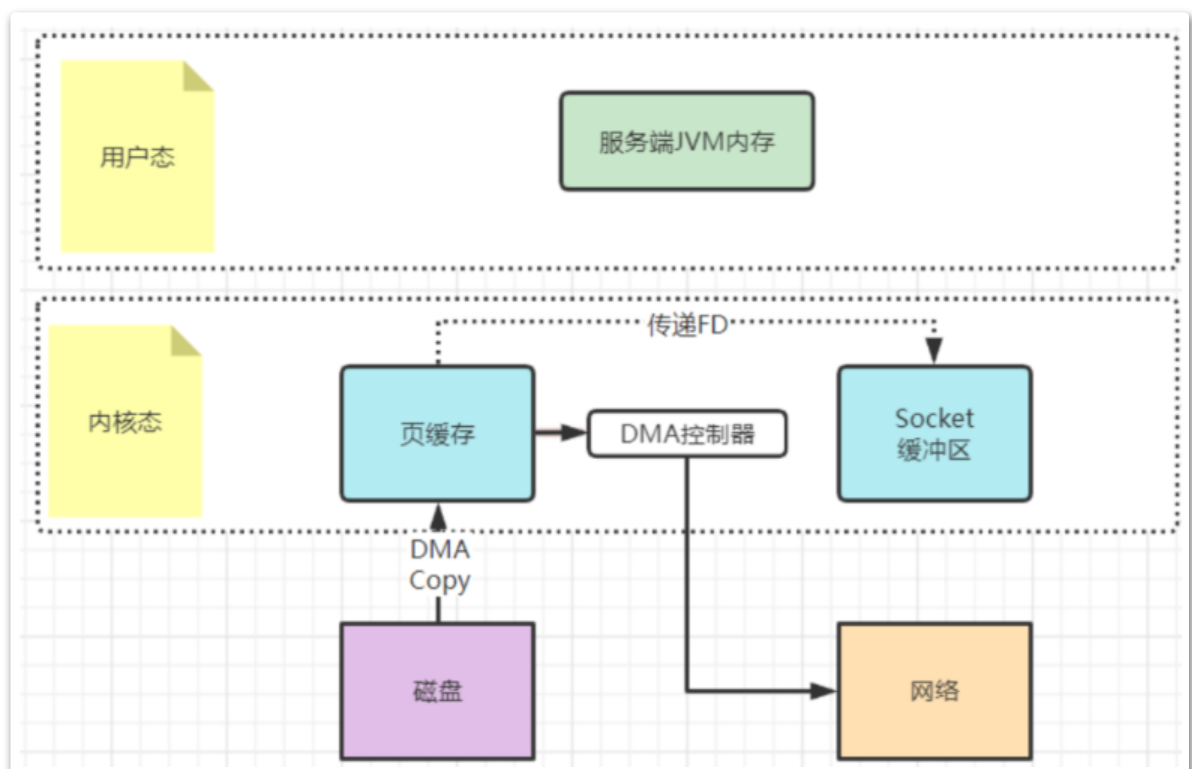 用户态
服务端JVM内存
传递FD
内核态
页缓存
DMA控制器
Socket
缓冲区
DMA
Copy
磁盘
网络